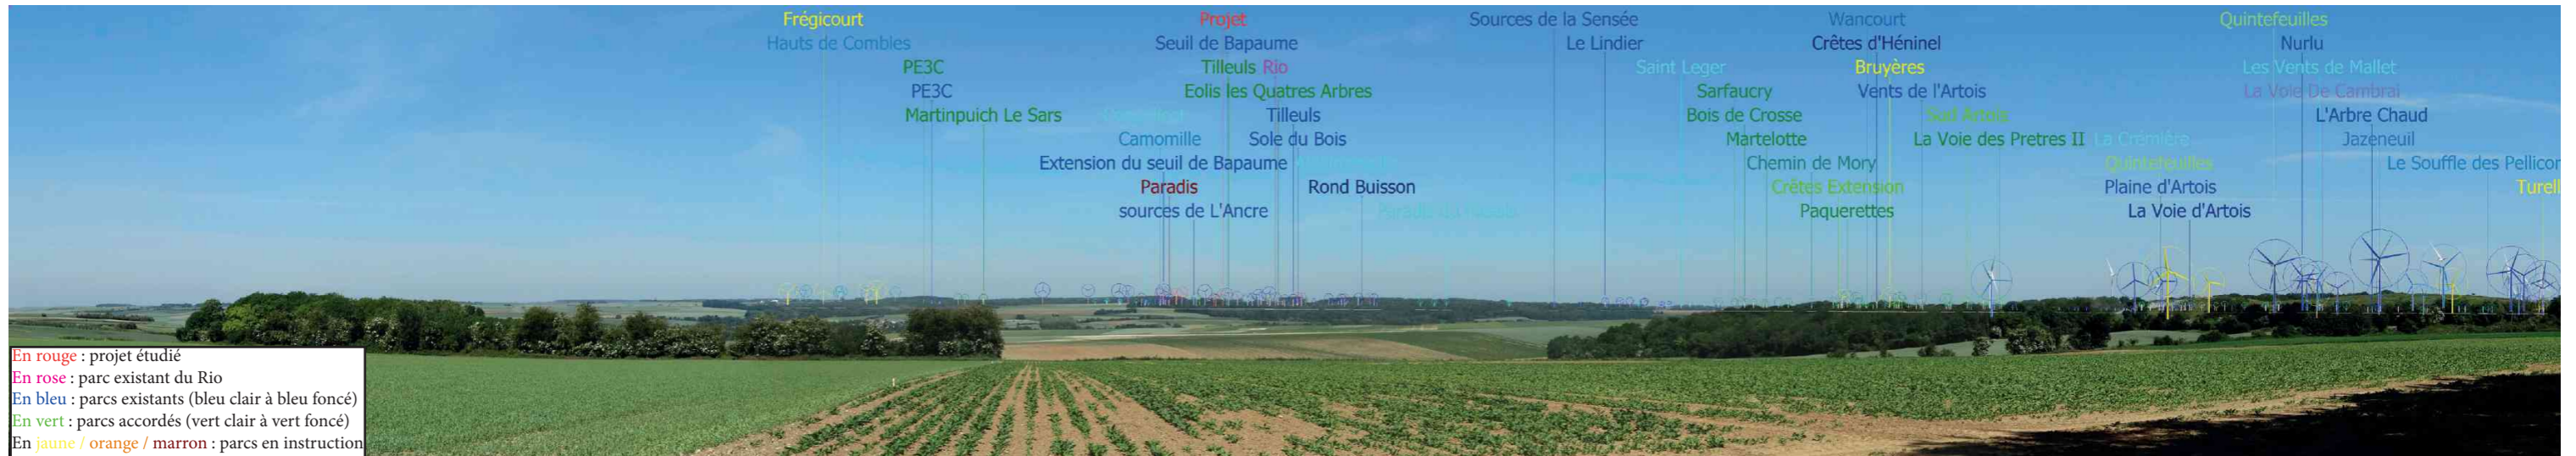 Frégicourt
Hauts de Combles
PE3C
PE3C
Martinpuich Le Sars
Projet
Seuil de Bapaume
Tilleuls Rio
Eolis les Quatres Arbres
Tilleuls
Camomille
Sole du Bois
Extension du seuil de Bapaume
Paradis
Rond Buisson
sources de L'Ancre
Sources de la Sensée
Le Lindier
Saint Leger
Sarfaucry
Bois de Crosse
Martelotte
Chemin de Mory
Crêtes Extension
Paquerettes
Wancourt
Crêtes d'Héninel
Bruyères
Vents de l'Artois
Sud Artois
La Voie des Pretres II
La Crémière
Quintefeuilles
Plaine d'Artois
La Voie d'Artois
Quintefeuilles
Nurlu
Les Vents de Mallet
La Voie De Cambrai
L'Arbre Chaud
Jazeneuil
Le Souffle des Pellicor
Turell
En rouge : projet étudié
En rose : parc existant du Rio
En bleu : parcs existants (bleu clair à bleu foncé)
En vert : parcs accordés (vert clair à vert foncé)
En jaune / orange / marron : parcs en instruction